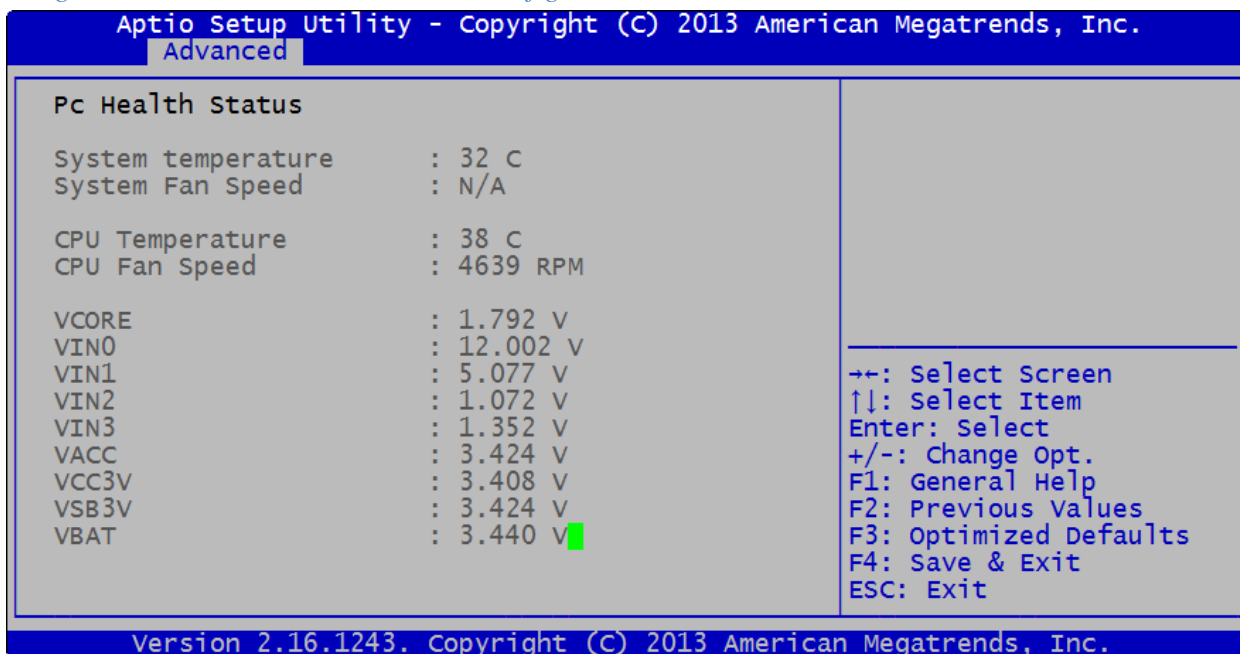 Aptio Setup Utility - Copyright (C) 2013 American Megatrends, Inc.
Advanced
Pc Health Status
System temperature : 32 C
System Fan Speed : N/A
CPU Temperature : 38 C
CPU Fan Speed : 4639 RPM
VCORE : 1.792 V
VIN0 : 12.002 V
VIN1 : 5.077 V
VIN2 : 1.072 V
VIN3 : 1.352 V
VACC : 3.424 V
VCC3V : 3.408 V
VSB3V : 3.424 V
VBAT : 3.440 V
→←: Select Screen
↑↓: Select Item
Enter: Select
+/-: Change Opt.
F1: General Help
F2: Previous Values
F3: Optimized Defaults
F4: Save & Exit
ESC: Exit
Version 2.16.1243. Copyright (C) 2013 American Megatrends, Inc.